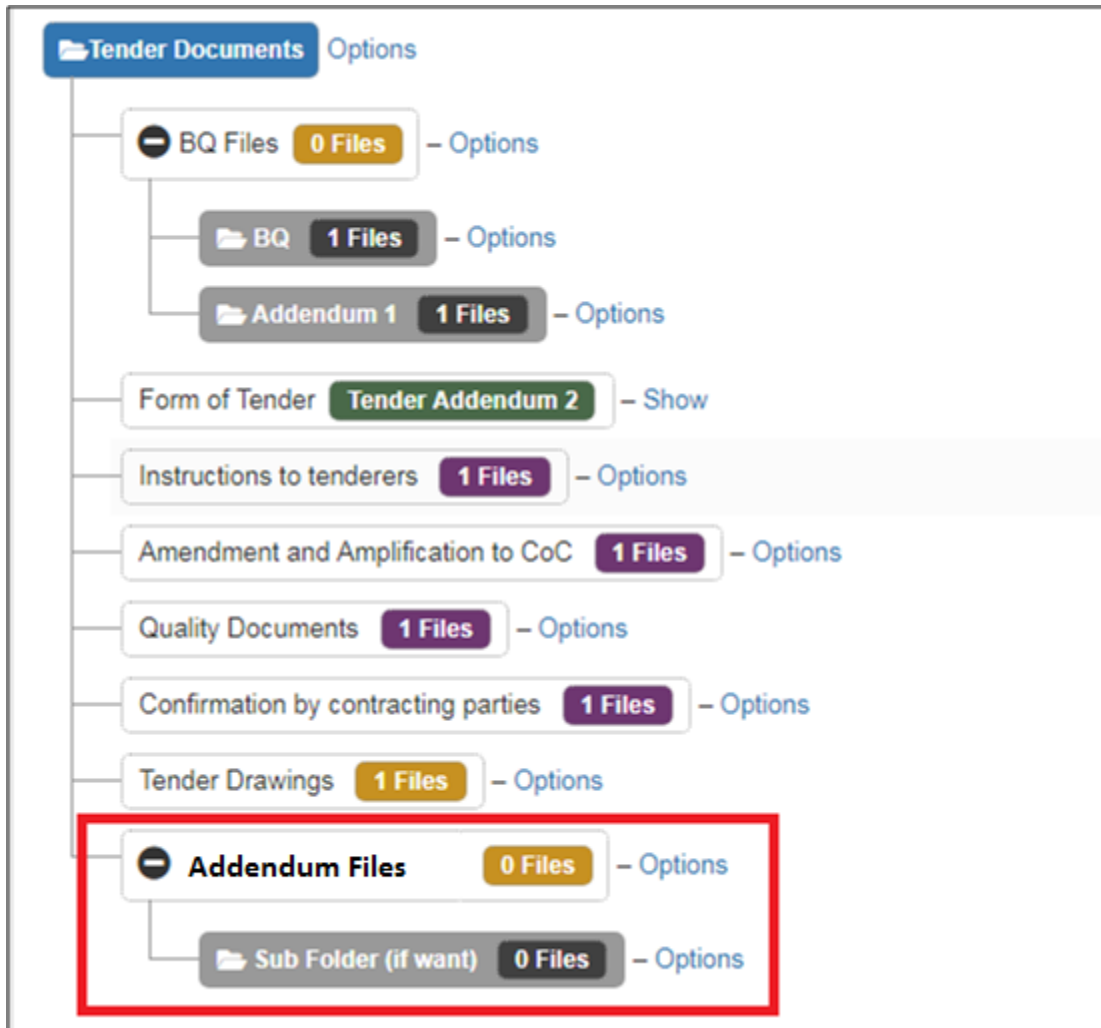 Tender Documents Options
BQ Files 0 Files – Options
BQ 1 Files – Options
Addendum 1 1 Files – Options
Form of Tender Tender Addendum 2 – Show
Instructions to tenderers 1 Files – Options
Amendment and Amplification to CoC 1 Files – Options
Quality Documents 1 Files – Options
Confirmation by contracting parties 1 Files – Options
Tender Drawings 1 Files – Options
Addendum Files 0 Files – Options
Sub Folder (if want) 0 Files – Options